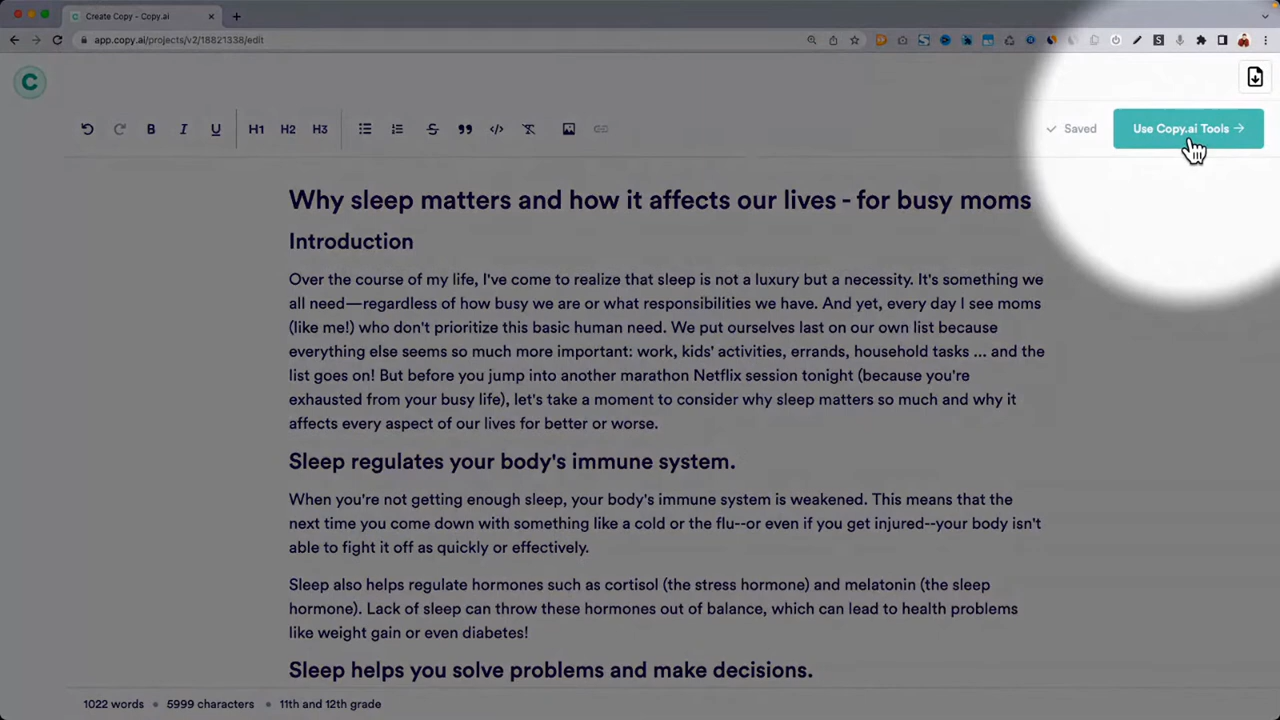 Create Copy - Copy.ai
app.copy.ai/projects/v2/18821338/edit
C
B I U H1 H2 H3
Saved
Use Copy.ai Tools →
Why sleep matters and how it affects our lives - for busy moms
Introduction
Over the course of my life, I've come to realize that sleep is not a luxury but a necessity. It's something we
all need—regardless of how busy we are or what responsibilities we have. And yet, every day I see moms
(like me!) who don't prioritize this basic human need. We put ourselves last on our own list because
everything else seems so much more important: work, kids' activities, errands, household tasks ... and the
list goes on! But before you jump into another marathon Netflix session tonight (because you're
exhausted from your busy life), let's take a moment to consider why sleep matters so much and why it
affects every aspect of our lives for better or worse.
Sleep regulates your body's immune system.
When you're not getting enough sleep, your body's immune system is weakened. This means that the
next time you come down with something like a cold or the flu--or even if you get injured--your body isn't
able to fight it off as quickly or effectively.
Sleep also helps regulate hormones such as cortisol (the stress hormone) and melatonin (the sleep
hormone). Lack of sleep can throw these hormones out of balance, which can lead to health problems
like weight gain or even diabetes!
Sleep helps you solve problems and make decisions.
1022 words • 5999 characters • 11th and 12th grade